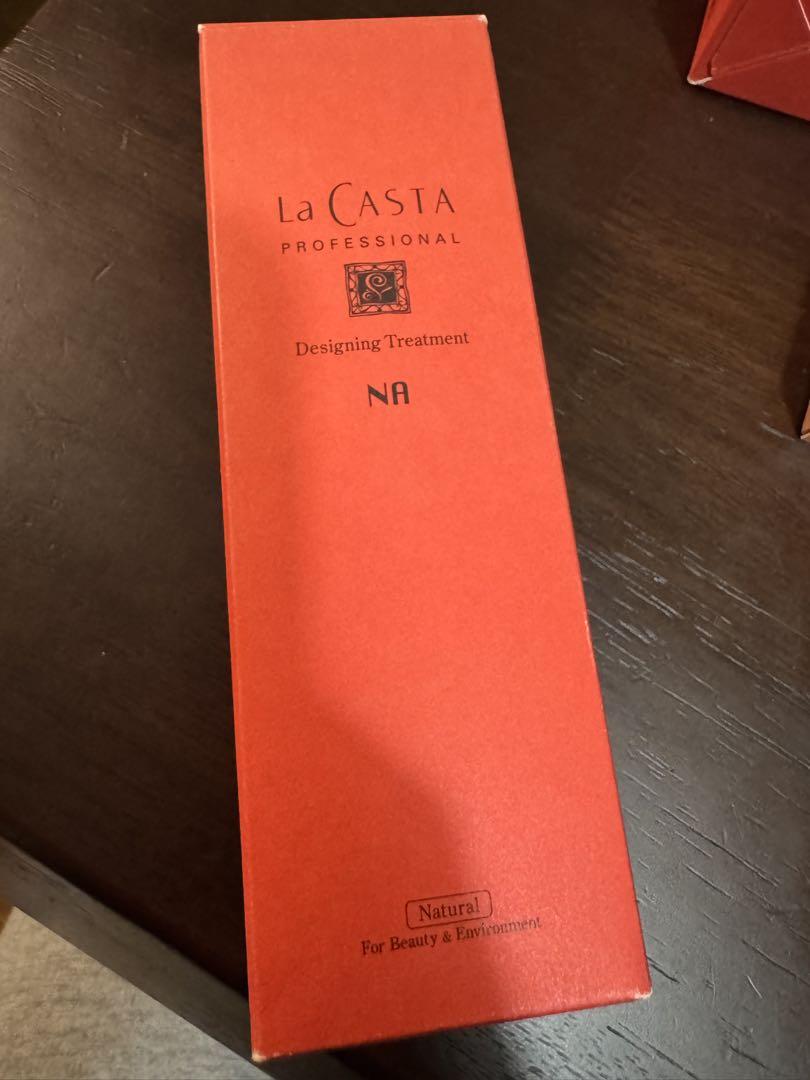 La CASTA
PROFESSIONAL
Designing Treatment
NA
Natural
For Beauty & Environment